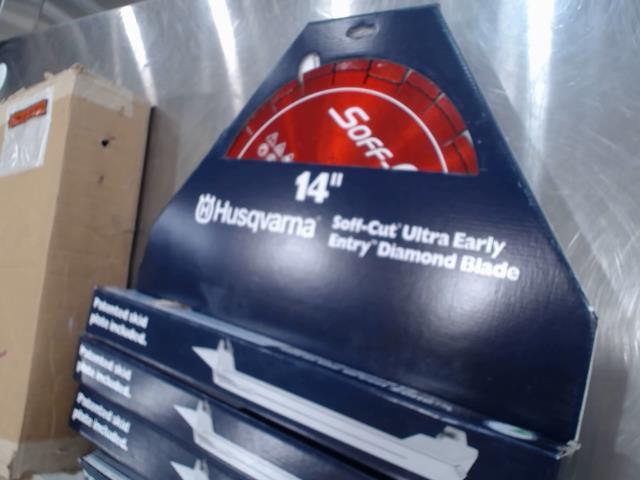 Soff-C
14"
Husqvarna
Soff-Cut® Ultra Early
Entry™ Diamond Blade
Patented skid
plate included.
Patented skid
plate included.
Patented skid
plate included.